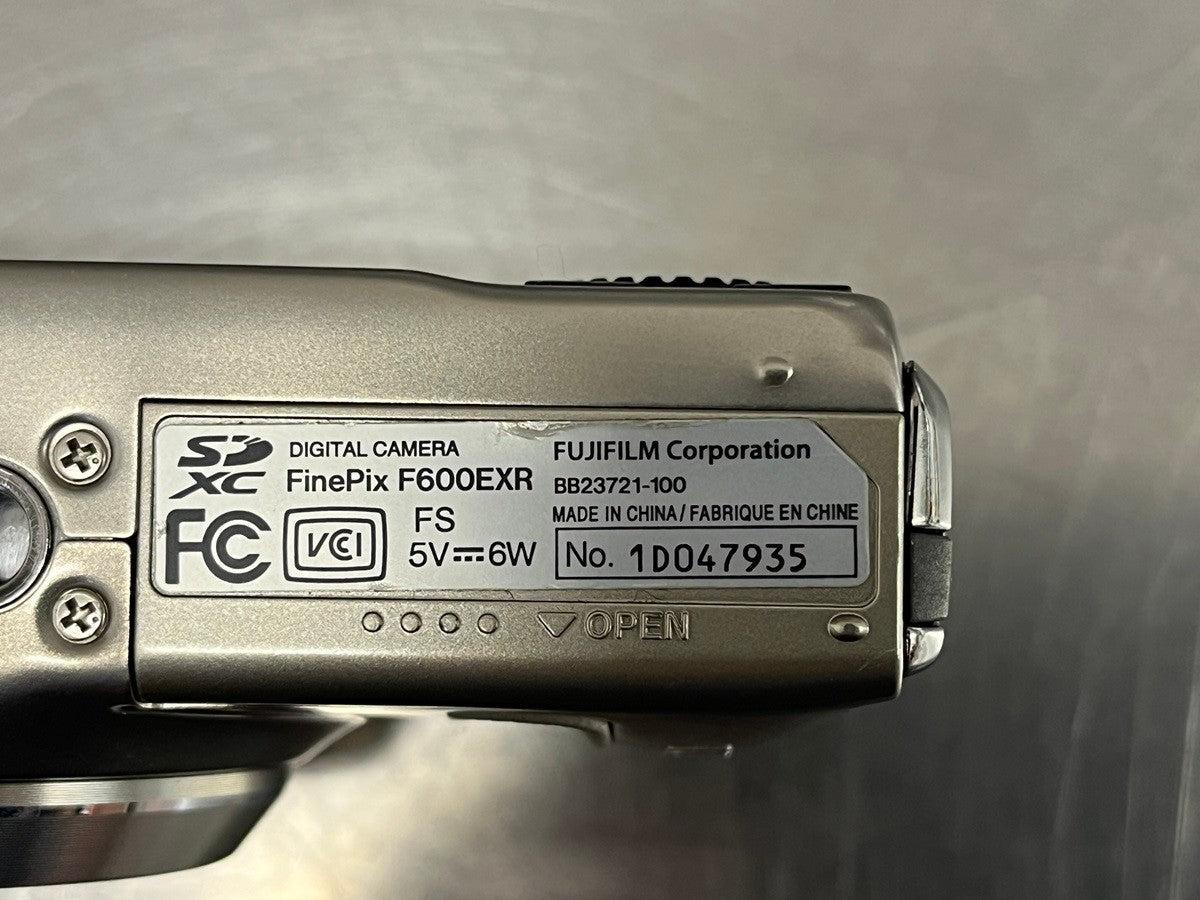 SD XC
DIGITAL CAMERA
FinePix F600EXR
FC
VCCI
FS
5V⎓6W
FUJIFILM Corporation
BB23721-100
MADE IN CHINA / FABRIQUE EN CHINE
No. 1D047935
▽OPEN